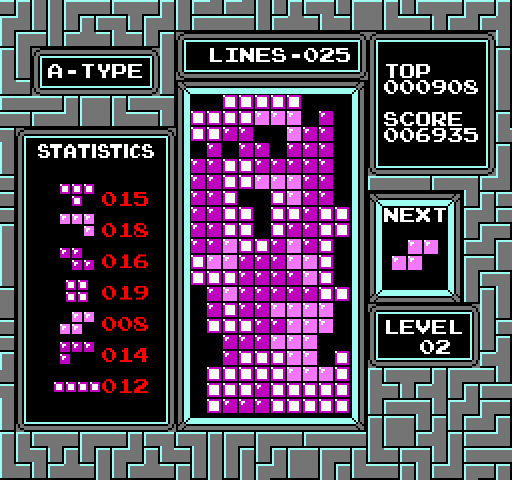 LINES-025
A-TYPE
TOP
000908
SCORE
006935
STATISTICS
015
018
016
019
008
014
012
NEXT
LEVEL
02